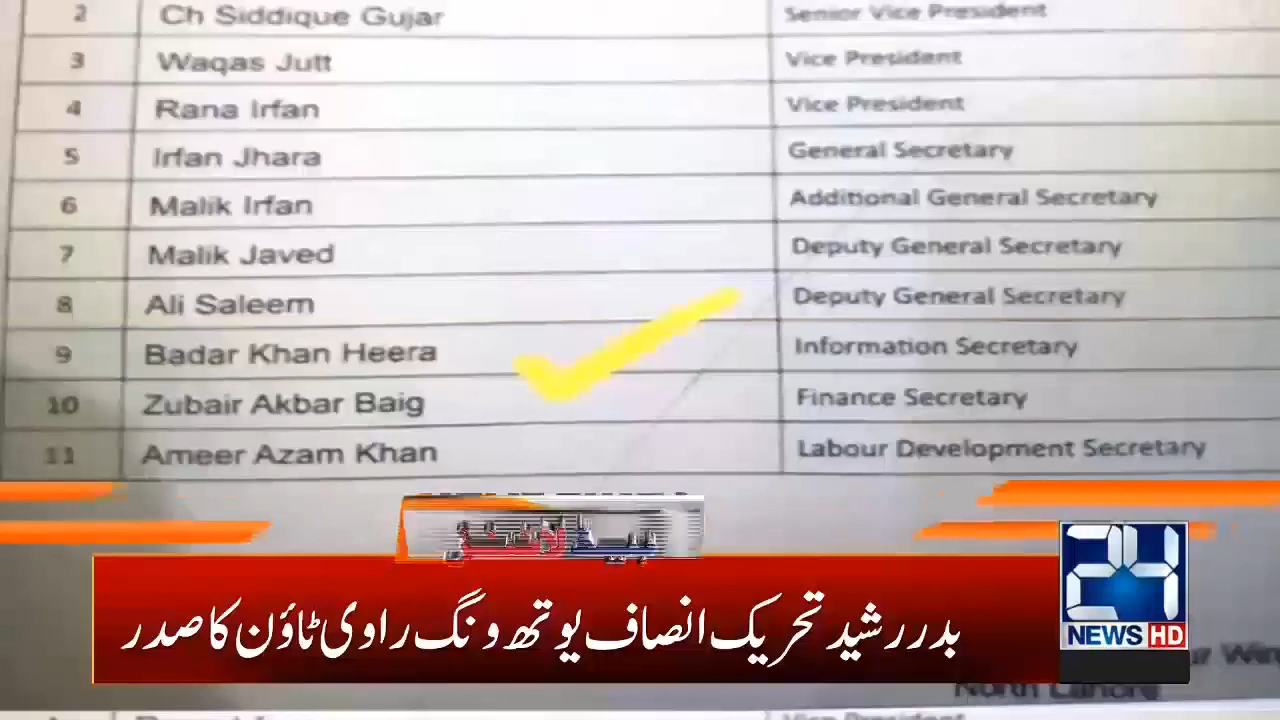 2 Ch Siddique Gujar Senior Vice President
3 Waqas Jutt Vice President
4 Rana Irfan Vice President
5 Irfan Jhara General Secretary
6 Malik Irfan Additional General Secretary
7 Malik Javed Deputy General Secretary
8 Ali Saleem Deputy General Secretary
9 Badar Khan Heera Information Secretary
10 Zubair Akbar Baig Finance Secretary
11 Ameer Azam Khan Labour Development Secretary
بدر رشید تحریک انصاف یوتھ ونگ راوی ٹاؤن کا صدر
24
NEWS HD
North Lahore
Vice President